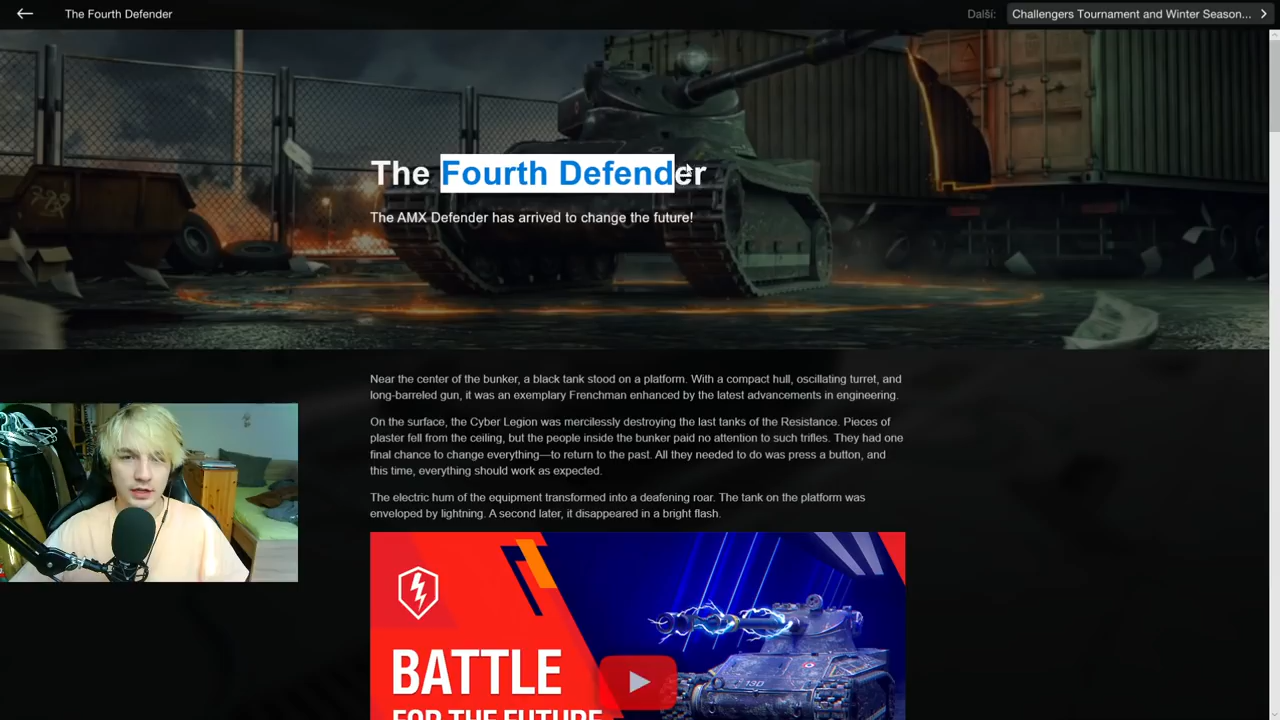 The Fourth Defender
Další:
Challengers Tournament and Winter Season...
The Fourth Defender
The AMX Defender has arrived to change the future!
Near the center of the bunker, a black tank stood on a platform. With a compact hull, oscillating turret, and
long-barreled gun, it was an exemplary Frenchman enhanced by the latest advancements in engineering.
On the surface, the Cyber Legion was mercilessly destroying the last tanks of the Resistance. Pieces of
plaster fell from the ceiling, but the people inside the bunker paid no attention to such trifles. They had one
final chance to change everything—to return to the past. All they needed to do was press a button, and
this time, everything should work as expected.
The electric hum of the equipment transformed into a deafening roar. The tank on the platform was
enveloped by lightning. A second later, it disappeared in a bright flash.
BATTLE
FOR THE FUTURE
13D